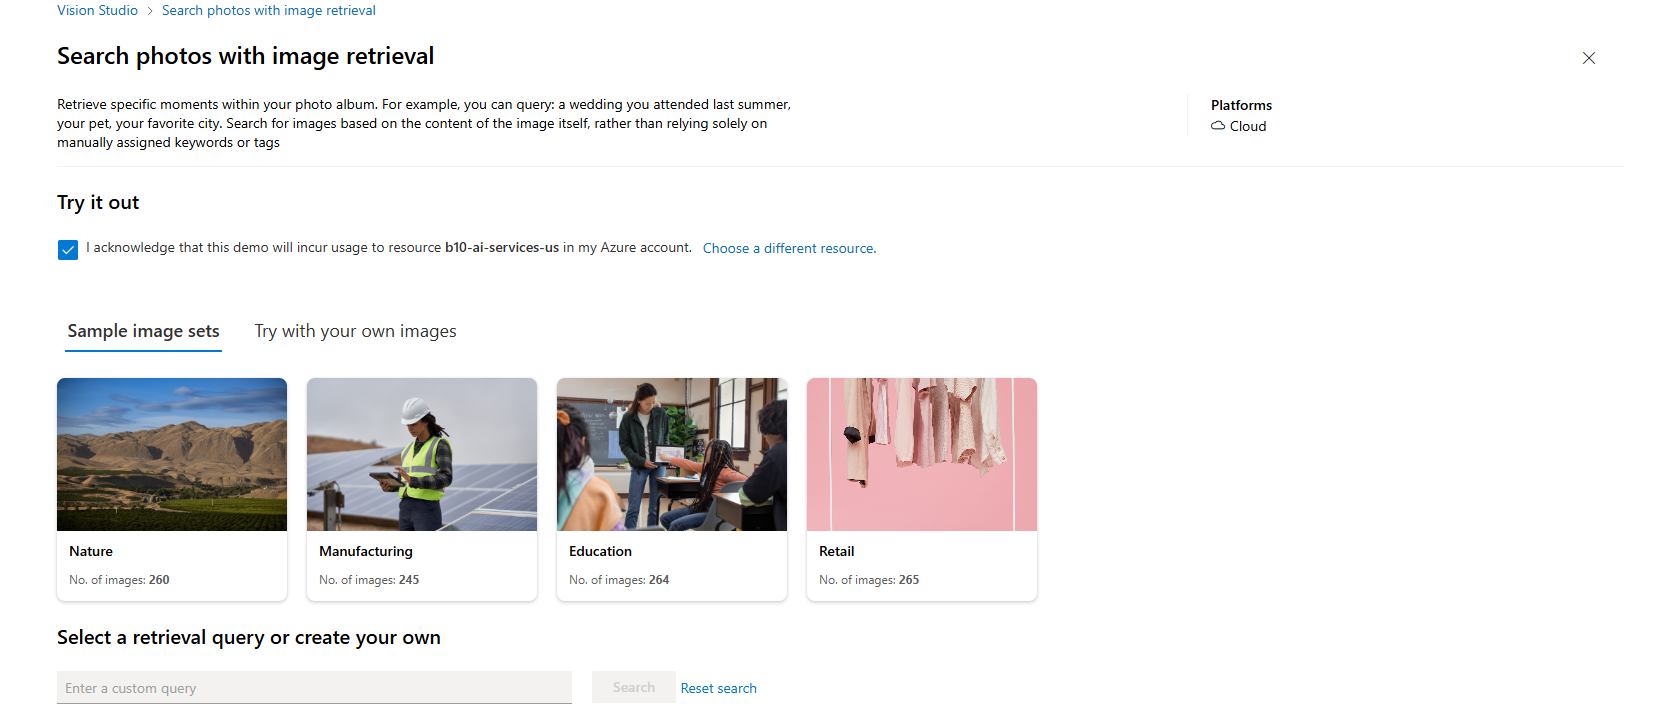 Vision Studio > Search photos with image retrieval
Search photos with image retrieval
Retrieve specific moments within your photo album. For example, you can query: a wedding you attended last summer,
your pet, your favorite city. Search for images based on the content of the image itself, rather than relying solely on
manually assigned keywords or tags
Platforms
Cloud
Try it out
I acknowledge that this demo will incur usage to resource b10-ai-services-us in my Azure account. Choose a different resource.
Sample image sets Try with your own images
Nature
No. of images: 260
Manufacturing
No. of images: 245
Education
No. of images: 264
Retail
No. of images: 265
Select a retrieval query or create your own
Enter a custom query Search Reset search